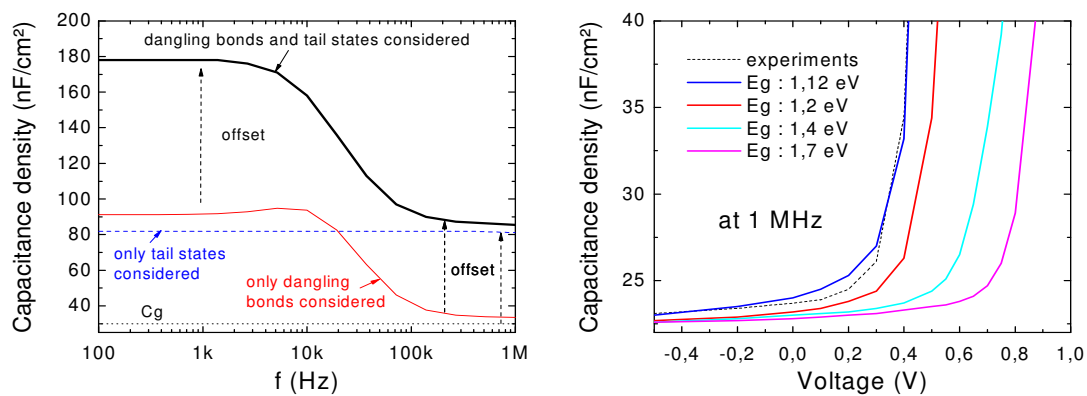 200
180
160
140
120
100
80
60
40
Capacitance density (nF/cm²)
dangling bonds and tail states considered
offset
only tail states
considered
only dangling
bonds considered
offset
Cg
100
1k
10k
100k
1M
f (Hz)
40
35
30
25
Capacitance density (nF/cm²)
experiments
Eg : 1,12 eV
Eg : 1,2 eV
Eg : 1,4 eV
Eg : 1,7 eV
at 1 MHz
-0,4
-0,2
0,0
0,2
0,4
0,6
0,8
1,0
Voltage (V)